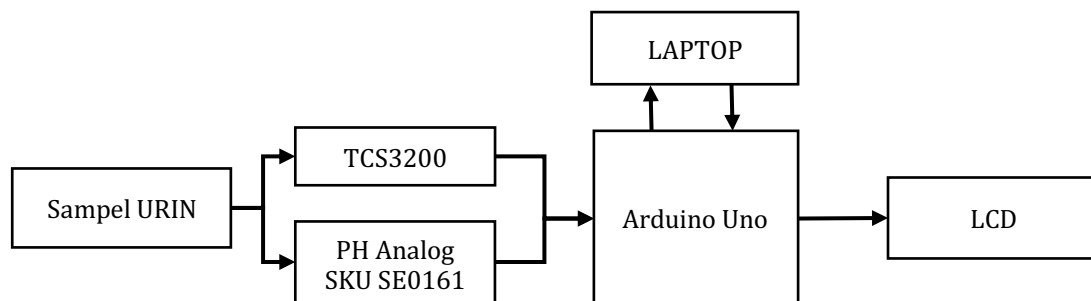 LAPTOP
TCS3200
Sampel URIN
Arduino Uno
LCD
PH Analog
SKU SE0161